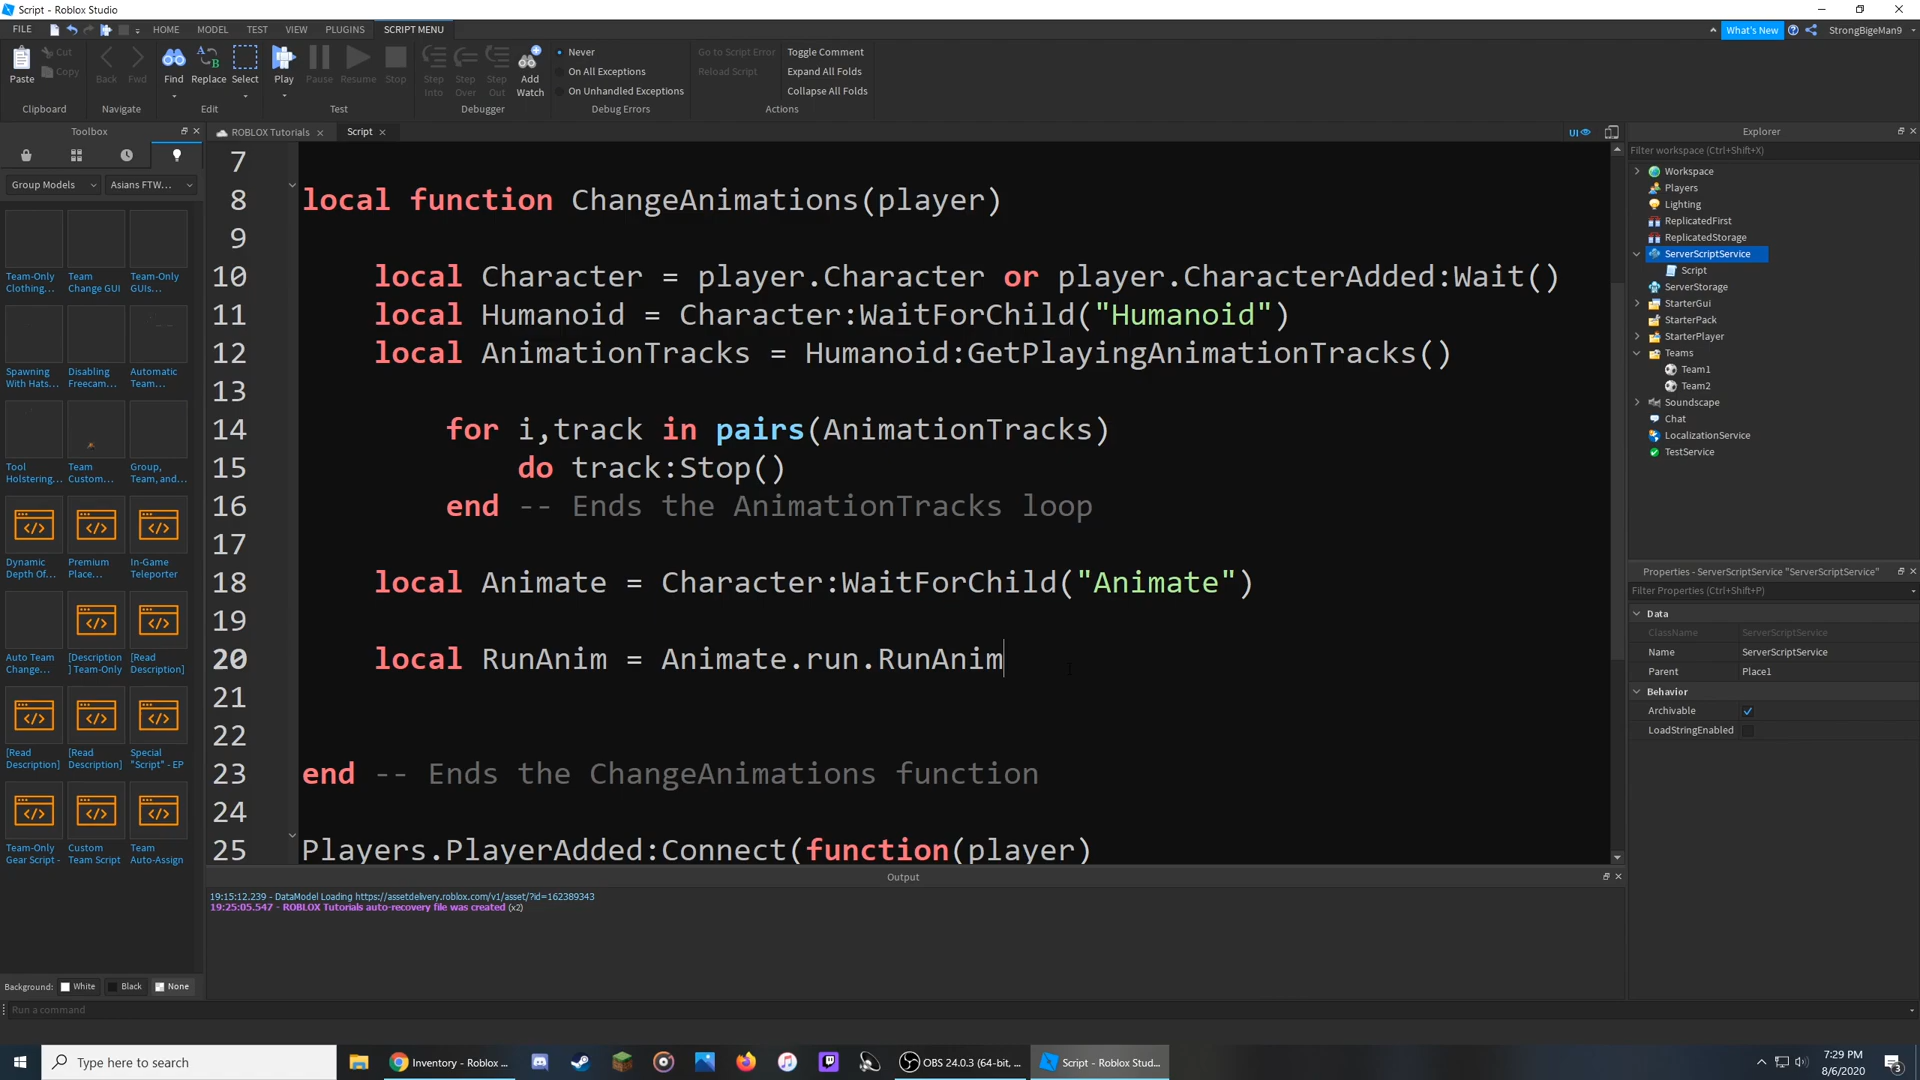 Script - Roblox Studio
FILE
HOME
MODEL
TEST
VIEW
PLUGINS
SCRIPT MENU
What's New
StrongBigeMan9
Paste
Cut
Copy
Back
Fwd
Find
Replace
Select
Play
Pause
Resume
Stop
Step Into
Step Over
Step Out
Add Watch
Never
On All Exceptions
On Unhandled Exceptions
Go to Script Error
Reload Script
Toggle Comment
Expand All Folds
Collapse All Folds
Clipboard
Navigate
Edit
Test
Debugger
Debug Errors
Actions
Toolbox
Group Models
Asians FTW...
Team-Only Clothing...
Team Change GUI
Team-Only GUIs...
Spawning With Hats...
Disabling Freecam...
Automatic Team...
Tool Holstering...
Team Custom...
Group, Team, and...
Dynamic Depth Of...
Premium Place...
In-Game Teleporter
Auto Team Change...
[Description] Team-Only
[Read Description]
[Read Description]
[Read Description]
Special "Script" - EP
Team-Only Gear Script -
Custom Team Script
Team Auto-Assign
Background:
White
Black
None
ROBLOX Tutorials
Script
UI
7
8 local function ChangeAnimations(player)
9
10 local Character = player.Character or player.CharacterAdded:Wait()
11 local Humanoid = Character:WaitForChild("Humanoid")
12 local AnimationTracks = Humanoid:GetPlayingAnimationTracks()
13
14 for i,track in pairs(AnimationTracks)
15 do track:Stop()
16 end -- Ends the AnimationTracks loop
17
18 local Animate = Character:WaitForChild("Animate")
19
20 local RunAnim = Animate.run.RunAnim
21
22
23 end -- Ends the ChangeAnimations function
24
25 Players.PlayerAdded:Connect(function(player)
Output
19:15:12.239 - DataModel Loading https://assetdelivery.roblox.com/v1/asset/?id=162389343
19:25:05.547 - ROBLOX Tutorials auto-recovery file was created (x2)
Run a command
Explorer
Filter workspace (Ctrl+Shift+X)
Workspace
Players
Lighting
ReplicatedFirst
ReplicatedStorage
ServerScriptService
Script
ServerStorage
StarterGui
StarterPack
StarterPlayer
Teams
Team1
Team2
Soundscape
Chat
LocalizationService
TestService
Properties - ServerScriptService "ServerScriptService"
Filter Properties (Ctrl+Shift+P)
Data
ClassName ServerScriptService
Name ServerScriptService
Parent Place1
Behavior
Archivable
LoadStringEnabled
Type here to search
Inventory - Roblox ...
OBS 24.0.3 (64-bit, ...
Script - Roblox Stud...
7:29 PM
8/6/2020
3